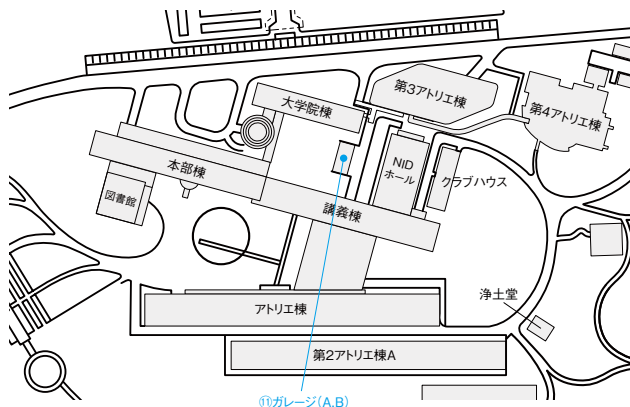 第3アトリエ棟
大学院棟
第4アトリエ棟
本部棟
NID
ホール
クラブハウス
図書館
講義棟
浄土堂
アトリエ棟
第2アトリエ棟A
⑪ガレージ(A,B)